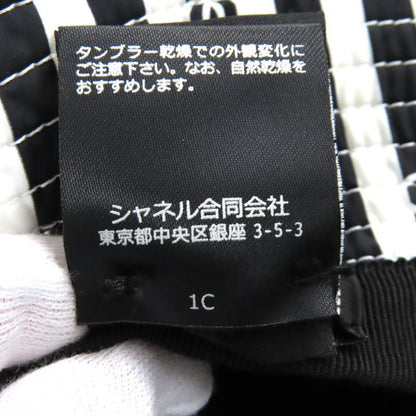 タンブラー乾燥での外観変化に
ご注意下さい。なお、自然乾燥を
おすすめします。
シャネル合同会社
東京都中央区銀座 3-5-3
1C